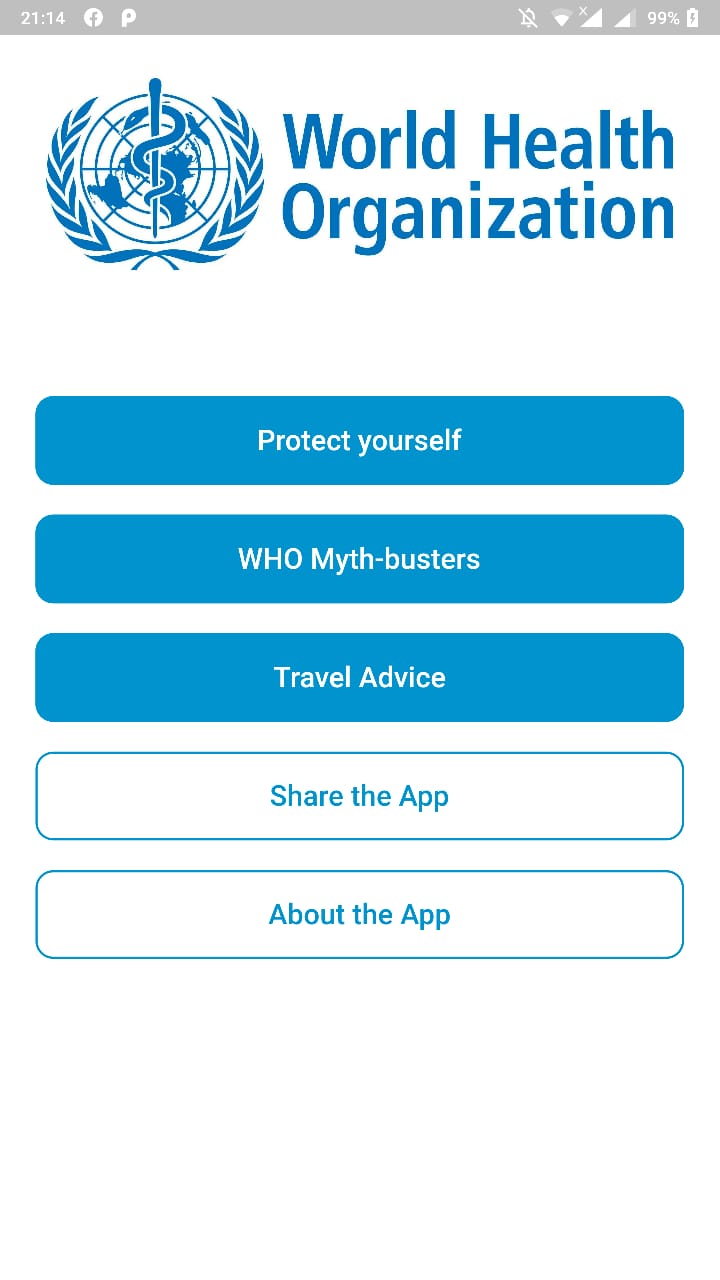 21:14 99%
World Health
Organization
Protect yourself
WHO Myth-busters
Travel Advice
Share the App
About the App